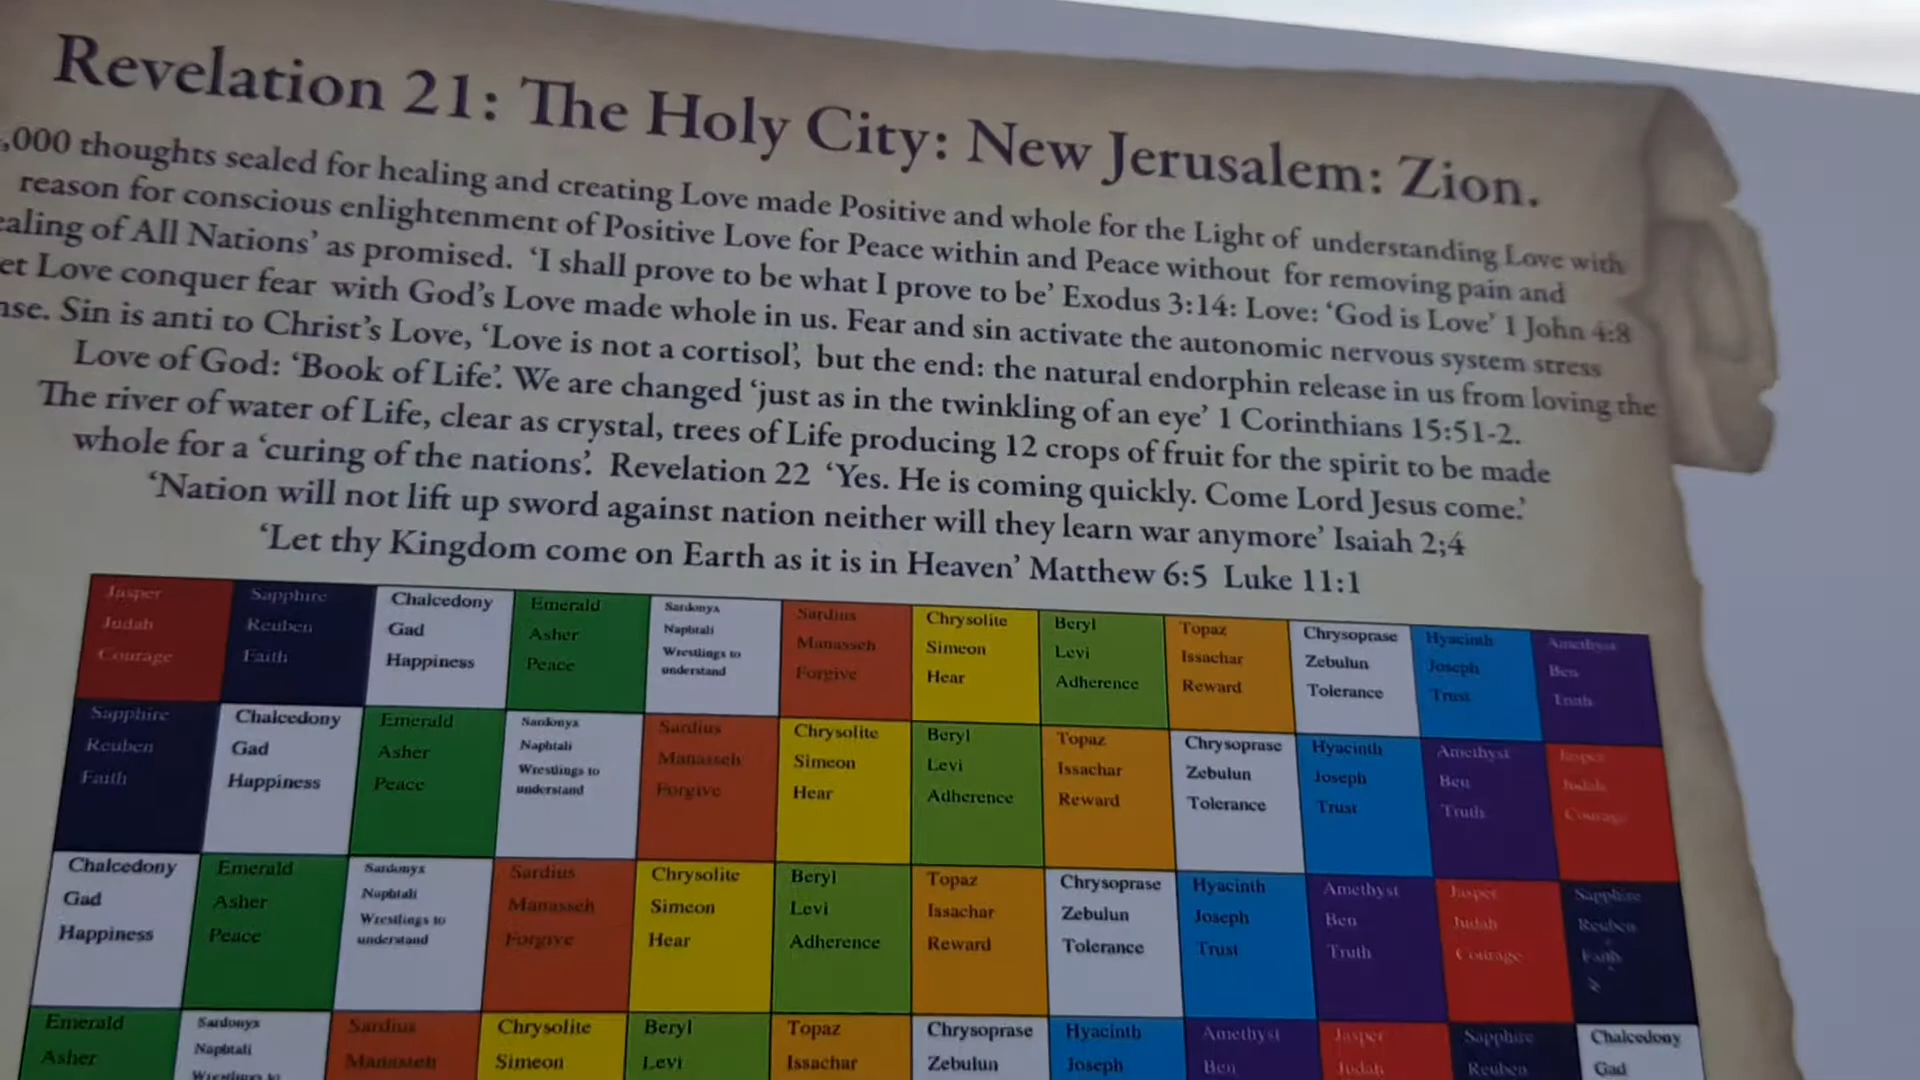 Revelation 21: The Holy City: New Jerusalem: Zion.
,000 thoughts sealed for healing and creating Love made Positive and whole for the Light of understanding Love with
reason for conscious enlightenment of Positive Love for Peace within and Peace without for removing pain and
ealing of All Nations’ as promised. ‘I shall prove to be what I prove to be’ Exodus 3:14: Love: ‘God is Love’ 1 John 4:8
et Love conquer fear with God’s Love made whole in us. Fear and sin activate the autonomic nervous system stress
nse. Sin is anti to Christ’s Love, ‘Love is not a cortisol’, but the end: the natural endorphin release in us from loving the
Love of God: ‘Book of Life’. We are changed ‘just as in the twinkling of an eye’ 1 Corinthians 15:51-2.
The river of water of Life, clear as crystal, trees of Life producing 12 crops of fruit for the spirit to be made
whole for a ‘curing of the nations’. Revelation 22 ‘Yes. He is coming quickly. Come Lord Jesus come.’
‘Nation will not lift up sword against nation neither will they learn war anymore’ Isaiah 2;4
‘Let thy Kingdom come on Earth as it is in Heaven’ Matthew 6:5 Luke 11:1
Jasper Sapphire Chalcedony Emerald Sardonyx Sardius Chrysolite Beryl Topaz Chrysoprase Hyacinth Amethyst
Judah Reuben Gad Asher Naphtali Manasseh Simeon Levi Issachar Zebulun Joseph Ben
Courage Faith Happiness Peace Wrestlings to Forgive Hear Adherence Reward Tolerance Trust Truth
understand
Sapphire Chalcedony Emerald Sardonyx Sardius Chrysolite Beryl Topaz Chrysoprase Hyacinth Amethyst Jasper
Reuben Gad Asher Naphtali Manasseh Simeon Levi Issachar Zebulun Joseph Ben Judah
Faith Happiness Peace Wrestlings to Forgive Hear Adherence Reward Tolerance Trust Truth Courage
understand
Chalcedony Emerald Sardonyx Sardius Chrysolite Beryl Topaz Chrysoprase Hyacinth Amethyst Jasper Sapphire
Gad Asher Naphtali Manasseh Simeon Levi Issachar Zebulun Joseph Ben Judah Reuben
Happiness Peace Wrestlings to Forgive Hear Adherence Reward Tolerance Trust Truth Courage Faith
understand
Emerald Sardonyx Sardius Chrysolite Beryl Topaz Chrysoprase Hyacinth Amethyst Jasper Sapphire Chalcedony
Asher Naphtali Manasseh Simeon Levi Issachar Zebulun Joseph Ben Judah Reuben Gad